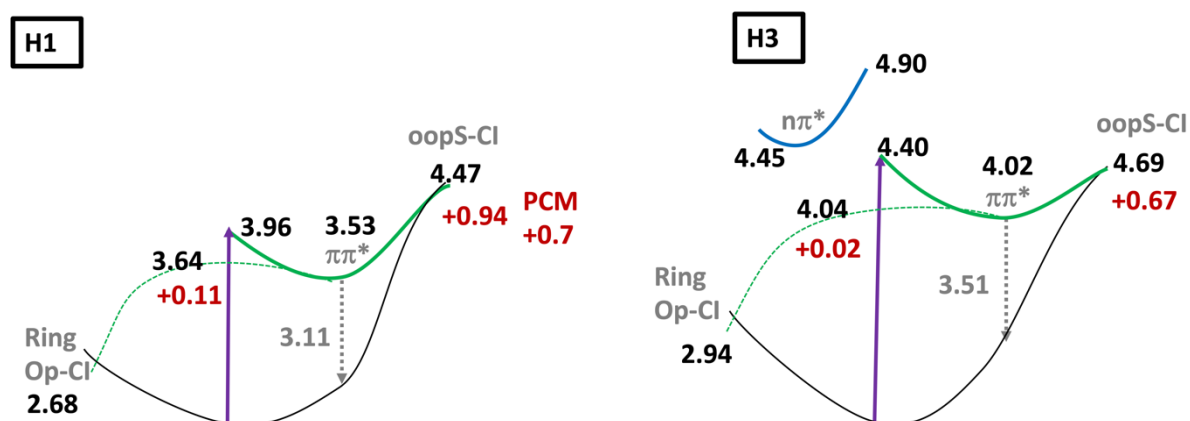 H1
oopS-CI
4.47
+0.94
PCM
+0.7
3.96
3.53
ππ*
3.64
+0.11
3.11
Ring
Op-CI
2.68
H3
4.90
nπ*
4.45
oopS-CI
4.69
+0.67
4.40
4.02
ππ*
4.04
+0.02
3.51
Ring
Op-CI
2.94